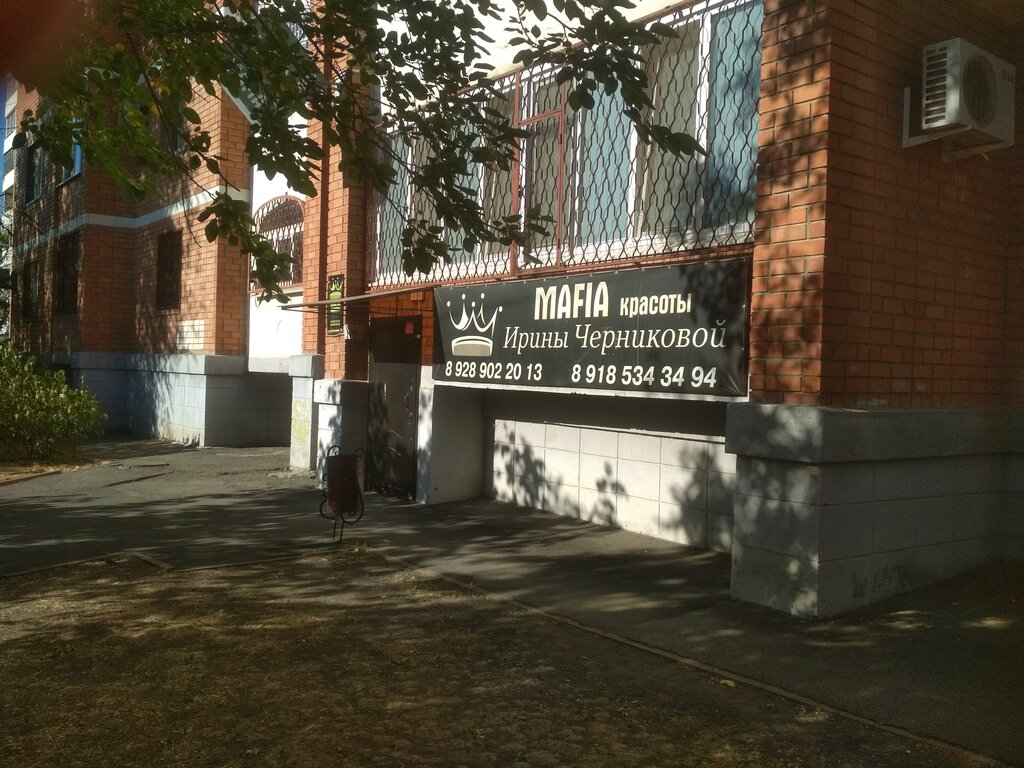 MAFIA красоты
Ирины Черниковой
8 928 902 20 13 8 918 534 34 94